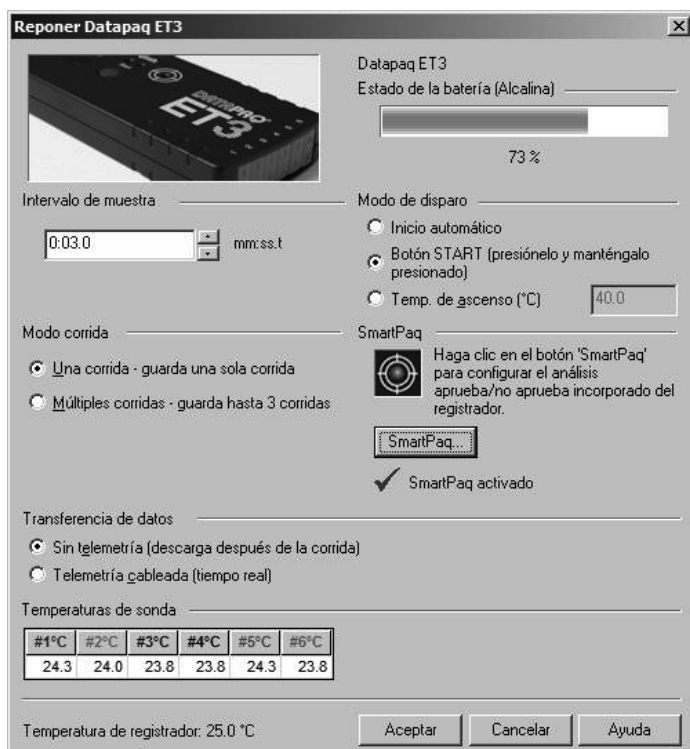 Reponer Datapaq ET3
DATAPAQ
ET3
Datapaq ET3
Estado de la batería (Alcalina)
73 %
Intervalo de muestra
0:03.0
mm:ss.t
Modo de disparo
Inicio automático
Botón START (presiónelo y manténgalo
presionado)
Temp. de ascenso (°C)
40.0
Modo corrida
Una corrida - guarda una sola corrida
Múltiples corridas - guarda hasta 3 corridas
SmartPaq
Haga clic en el botón 'SmartPaq'
para configurar el análisis
aprueba/no aprueba incorporado del
registrador.
SmartPaq...
SmartPaq activado
Transferencia de datos
Sin telemetría (descarga después de la corrida)
Telemetría cableada (tiempo real)
Temperaturas de sonda
#1°C #2°C #3°C #4°C #5°C #6°C
24.3 24.0 23.8 23.8 24.3 23.8
Temperatura de registrador: 25.0 °C
Aceptar
Cancelar
Ayuda